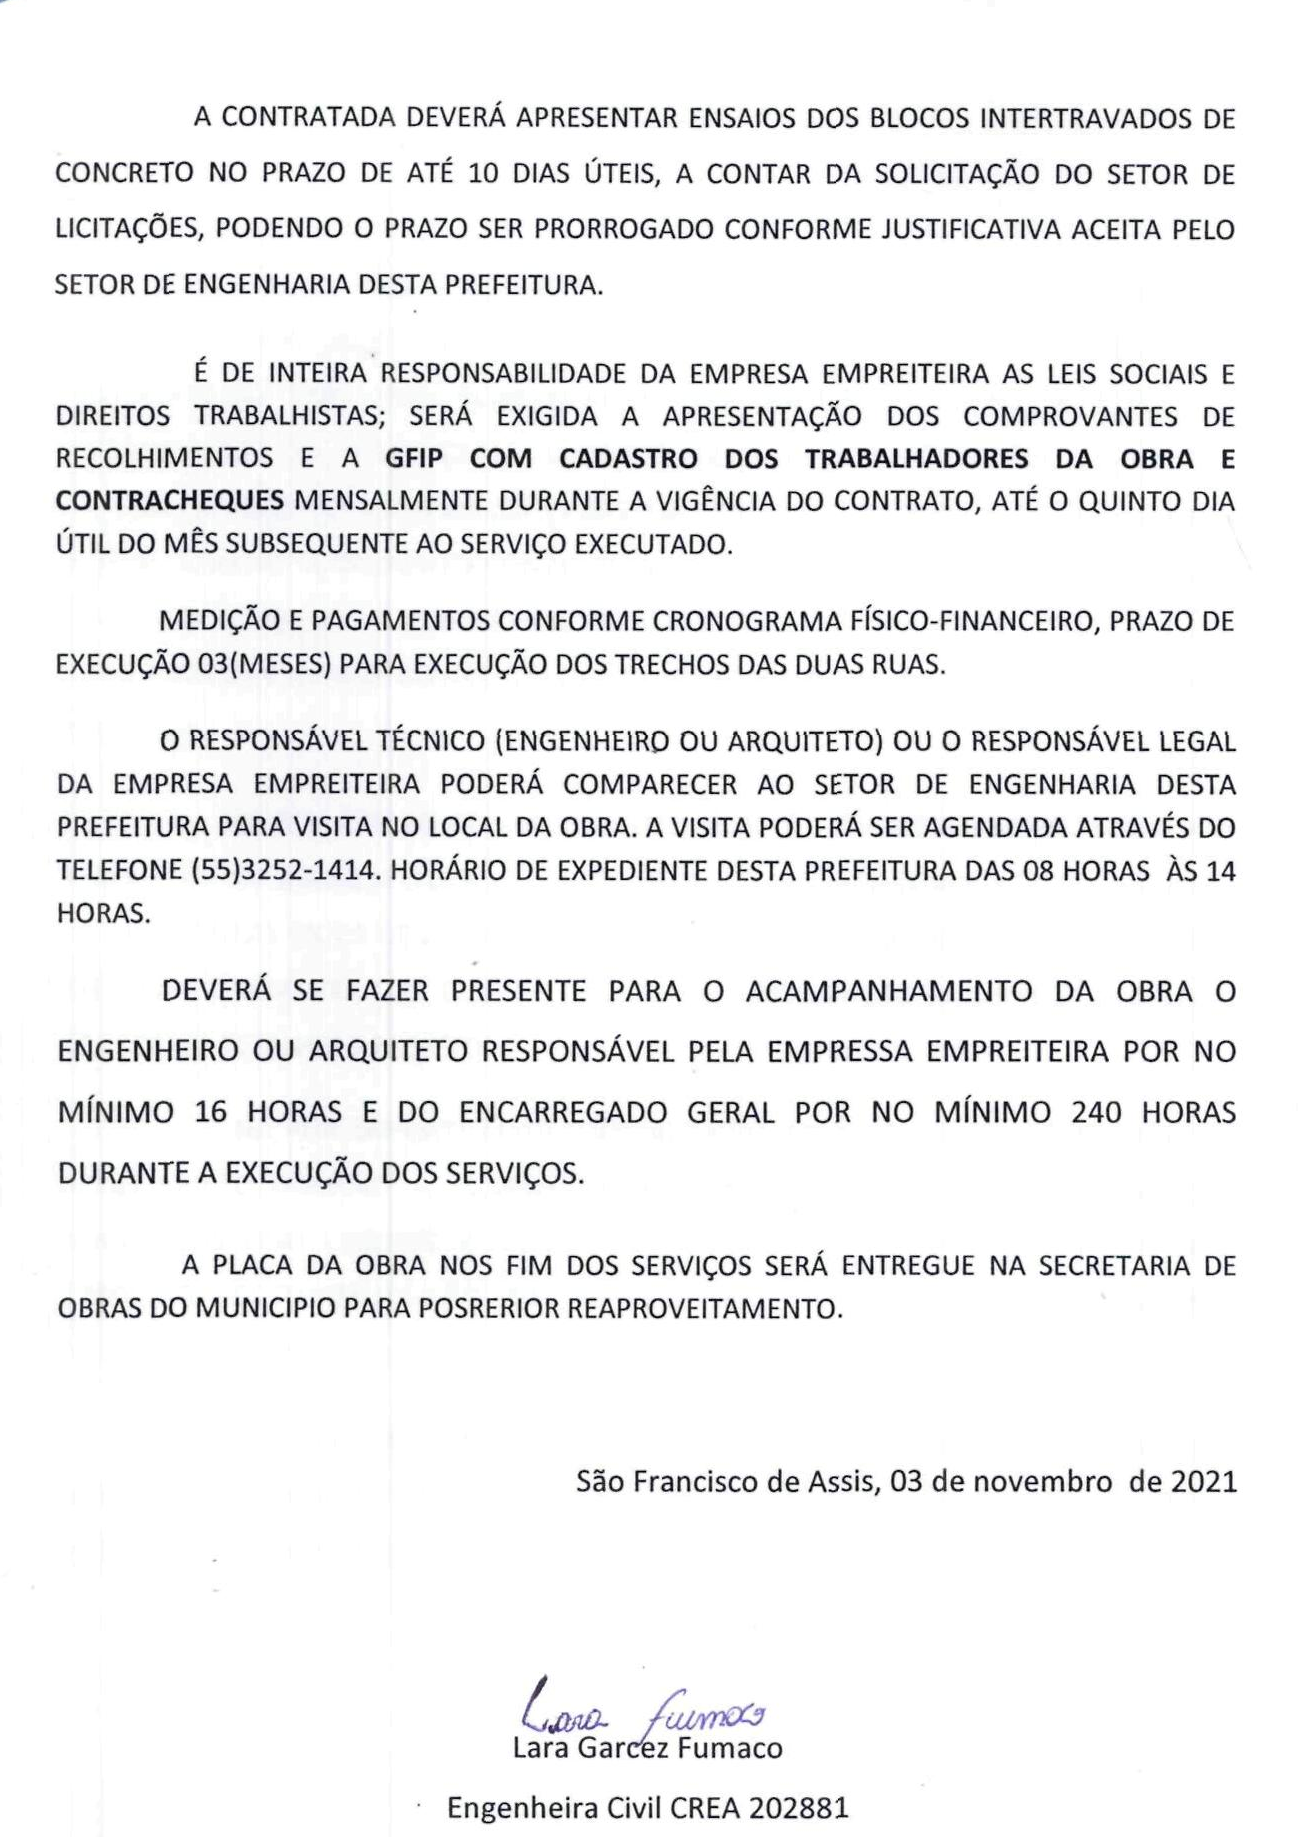 A CONTRATADA DEVERÁ APRESENTAR ENSAIOS DOS BLOCOS INTERTRAVADOS DE
CONCRETO NO PRAZO DE ATÉ 10 DIAS ÚTEIS, A CONTAR DA SOLICITAÇÃO DO SETOR DE
LICITAÇÕES, PODENDO O PRAZO SER PRORROGADO CONFORME JUSTIFICATIVA ACEITA PELO
SETOR DE ENGENHARIA DESTA PREFEITURA.
É DE INTEIRA RESPONSABILIDADE DA EMPRESA EMPREITEIRA AS LEIS SOCIAIS E
DIREITOS TRABALHISTAS; SERÁ EXIGIDA A APRESENTAÇÃO DOS COMPROVANTES DE
RECOLHIMENTOS E A GFIP COM CADASTRO DOS TRABALHADORES DA OBRA E
CONTRACHEQUES MENSALMENTE DURANTE A VIGÊNCIA DO CONTRATO, ATÉ O QUINTO DIA
ÚTIL DO MÊS SUBSEQUENTE AO SERVIÇO EXECUTADO.
MEDIÇÃO E PAGAMENTOS CONFORME CRONOGRAMA FÍSICO-FINANCEIRO, PRAZO DE
EXECUÇÃO 03(MESES) PARA EXECUÇÃO DOS TRECHOS DAS DUAS RUAS.
O RESPONSÁVEL TÉCNICO (ENGENHEIRO OU ARQUITETO) OU O RESPONSÁVEL LEGAL
DA EMPRESA EMPREITEIRA PODERÁ COMPARECER AO SETOR DE ENGENHARIA DESTA
PREFEITURA PARA VISITA NO LOCAL DA OBRA. A VISITA PODERÁ SER AGENDADA ATRAVÉS DO
TELEFONE (55)3252-1414. HORÁRIO DE EXPEDIENTE DESTA PREFEITURA DAS 08 HORAS ÀS 14
HORAS.
DEVERÁ SE FAZER PRESENTE PARA O ACAMPANHAMENTO DA OBRA O
ENGENHEIRO OU ARQUITETO RESPONSÁVEL PELA EMPRESSA EMPREITEIRA POR NO
MÍNIMO 16 HORAS E DO ENCARREGADO GERAL POR NO MÍNIMO 240 HORAS
DURANTE A EXECUÇÃO DOS SERVIÇOS.
A PLACA DA OBRA NOS FIM DOS SERVIÇOS SERÁ ENTREGUE NA SECRETARIA DE
OBRAS DO MUNICIPIO PARA POSRERIOR REAPROVEITAMENTO.
São Francisco de Assis, 03 de novembro de 2021
Lara Fumaco
Lara Garcez Fumaco
Engenheira Civil CREA 202881